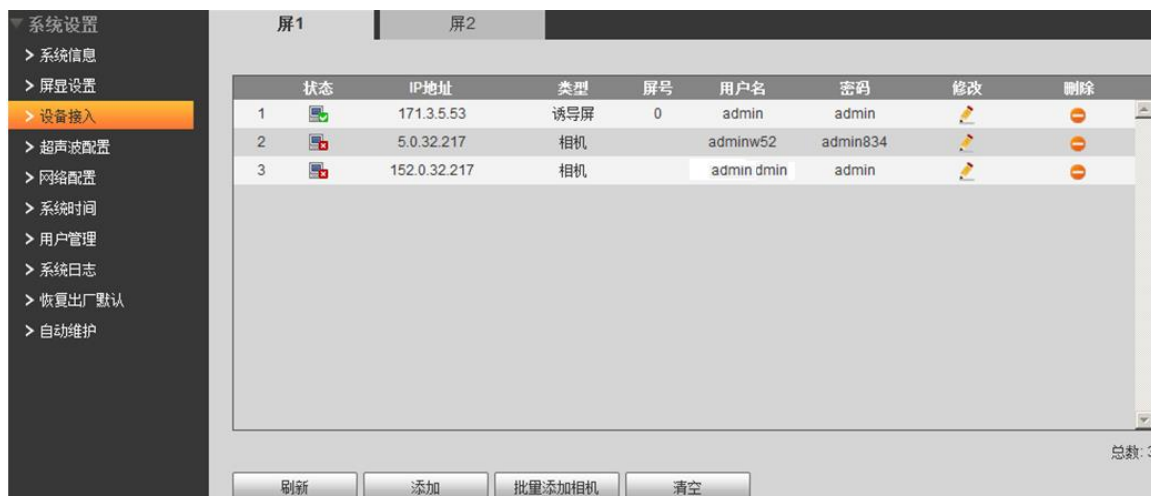 系统设置
屏1 屏2
> 系统信息
> 屏显设置
> 设备接入
> 超声波配置
> 网络配置
> 系统时间
> 用户管理
> 系统日志
> 恢复出厂默认
> 自动维护
状态 IP地址 类型 屏号 用户名 密码 修改 删除
1 171.3.5.53 诱导屏 0 admin admin
2 5.0.32.217 相机 adminw52 admin834
3 152.0.32.217 相机 admin dmin admin
总数: 3
刷新 添加 批里添加相机 清空